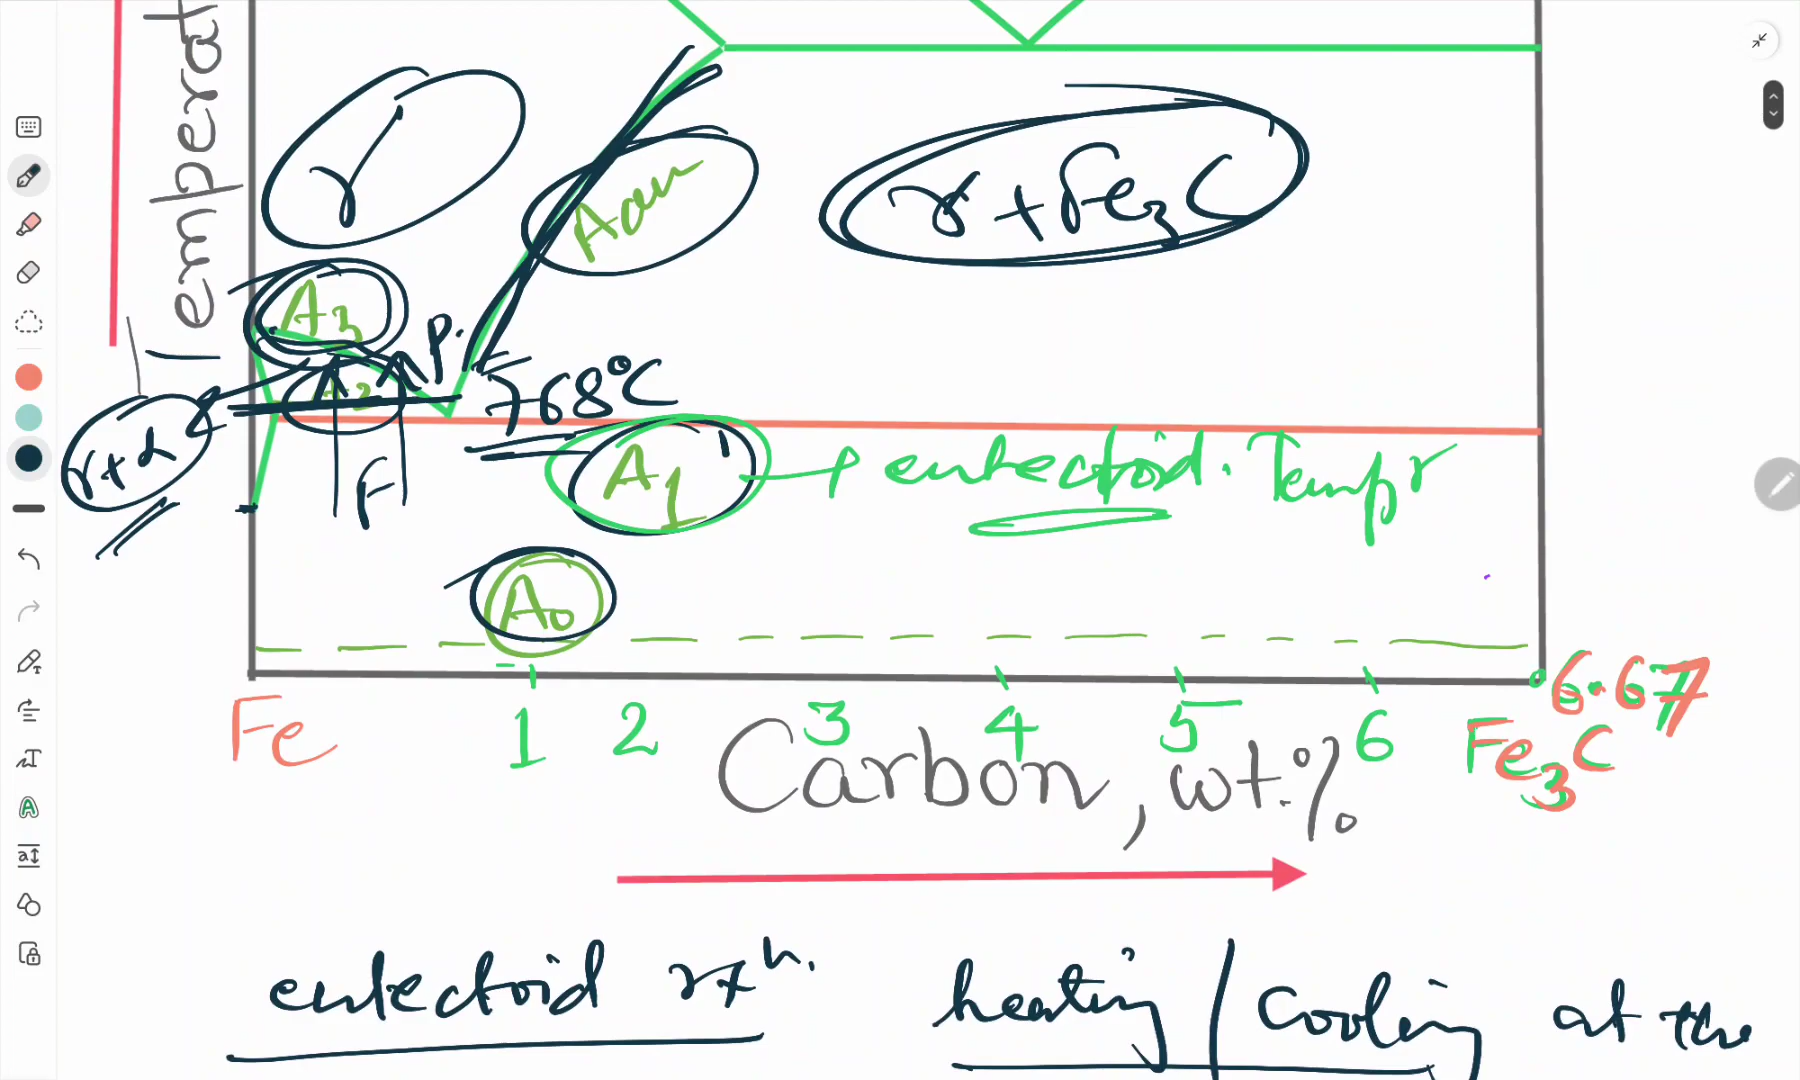 Temperat
γ
Acm
γ+Fe3C
A3
P.
A2
768°C
γ+α
F
A1
eutectoid. Tempr
A0
6.67
Fe
1 2 3 4 5 6
Fe3C
Carbon, wt.%
eutectoid rxn. heating/cooling at the